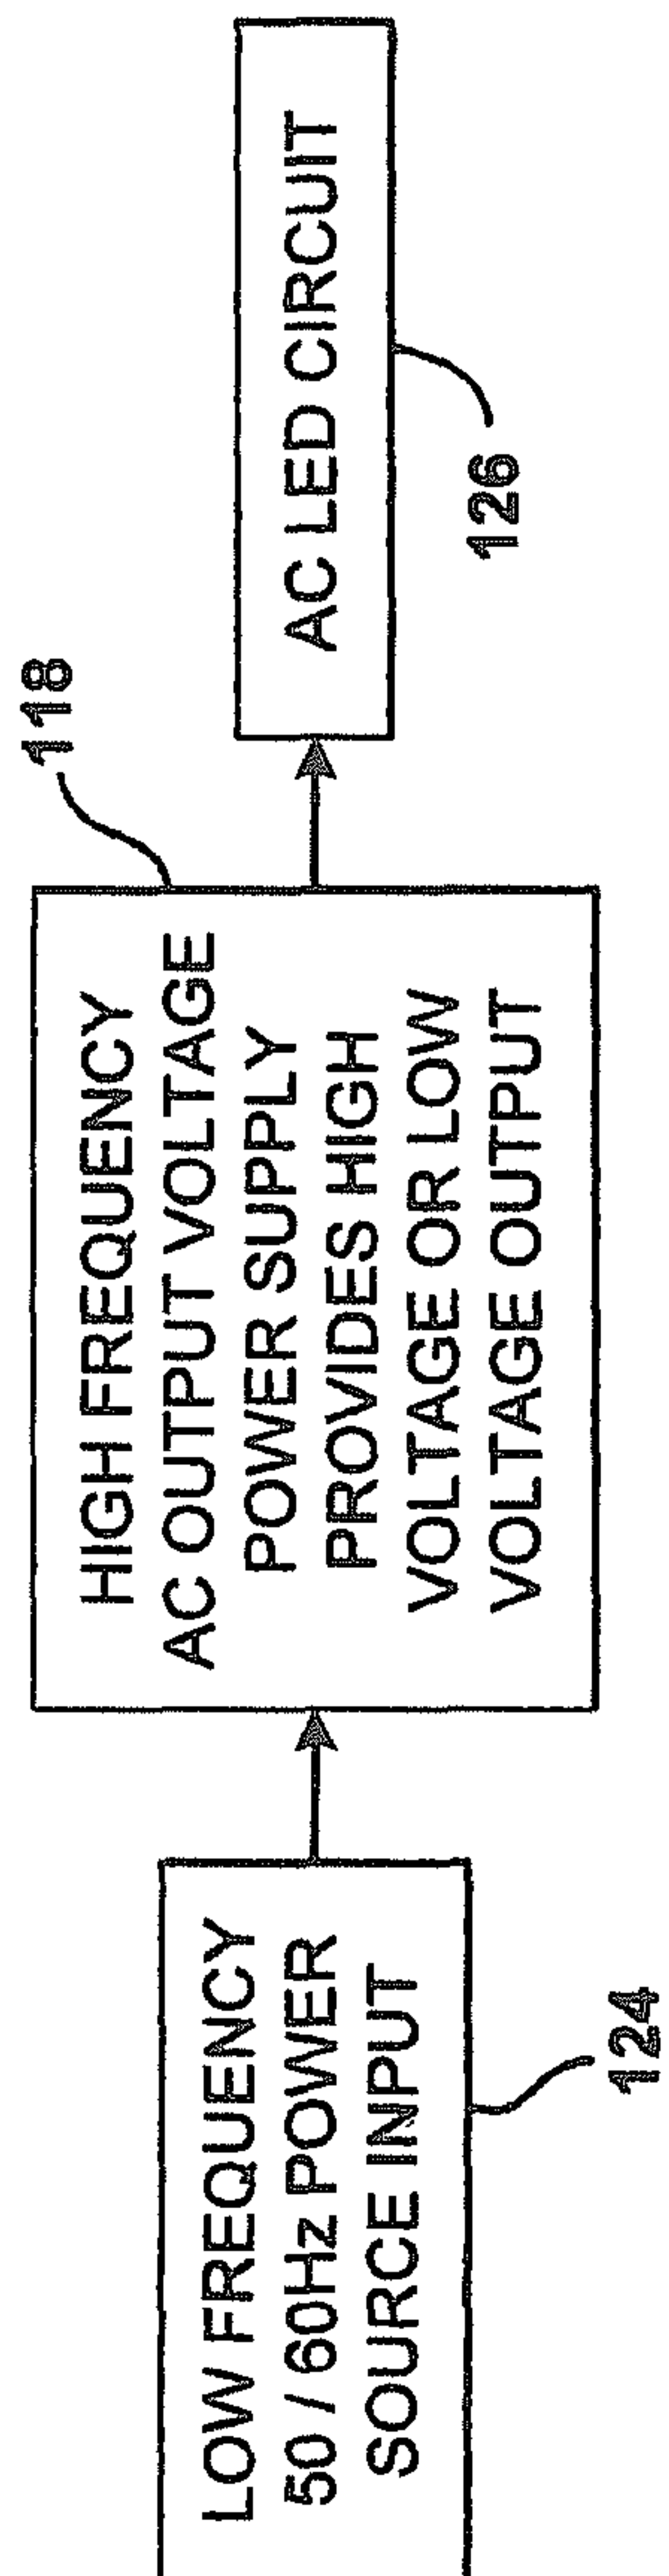 LOW FREQUENCY
50 / 60Hz POWER
SOURCE INPUT
124
HIGH FREQUENCY
AC OUTPUT VOLTAGE
POWER SUPPLY
PROVIDES HIGH
VOLTAGE OR LOW
VOLTAGE OUTPUT
118
AC LED CIRCUIT
126